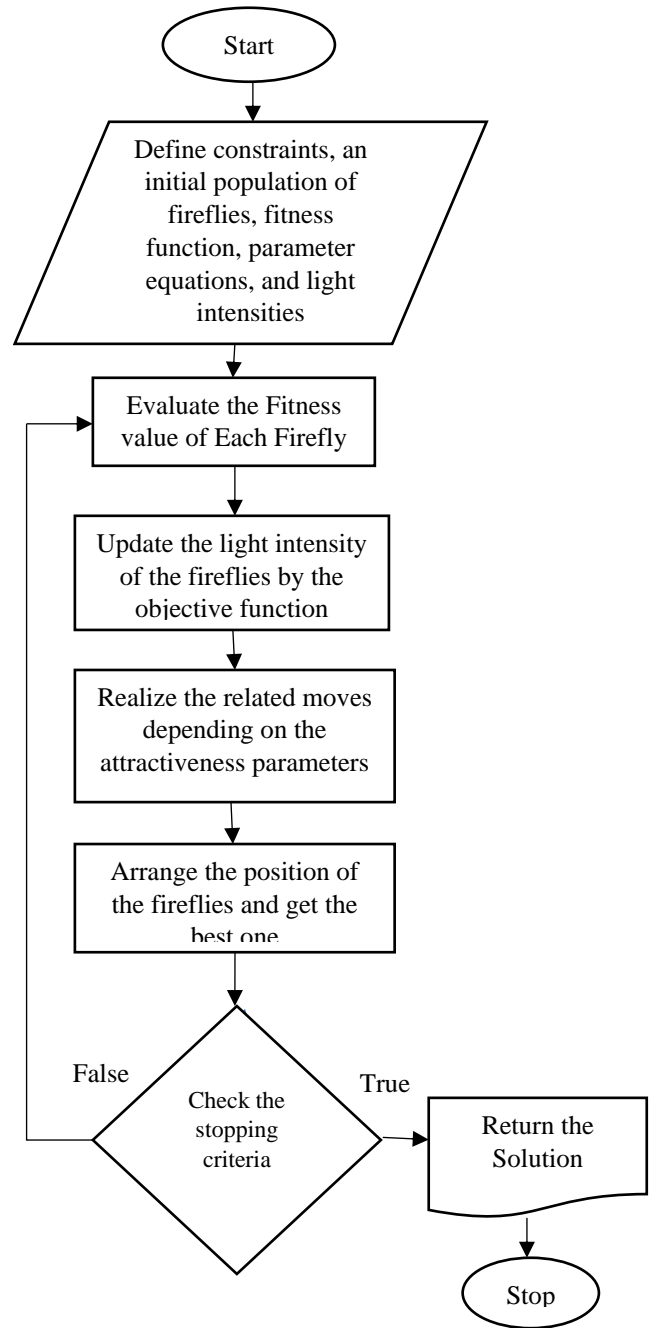 Start
Define constraints, an
initial population of
fireflies, fitness
function, parameter
equations, and light
intensities
Evaluate the Fitness
value of Each Firefly
Update the light intensity
of the fireflies by the
objective function
Realize the related moves
depending on the
attractiveness parameters
Arrange the position of
the fireflies and get the
best one
False
True
Check the
stopping
criteria
Return the
Solution
Stop